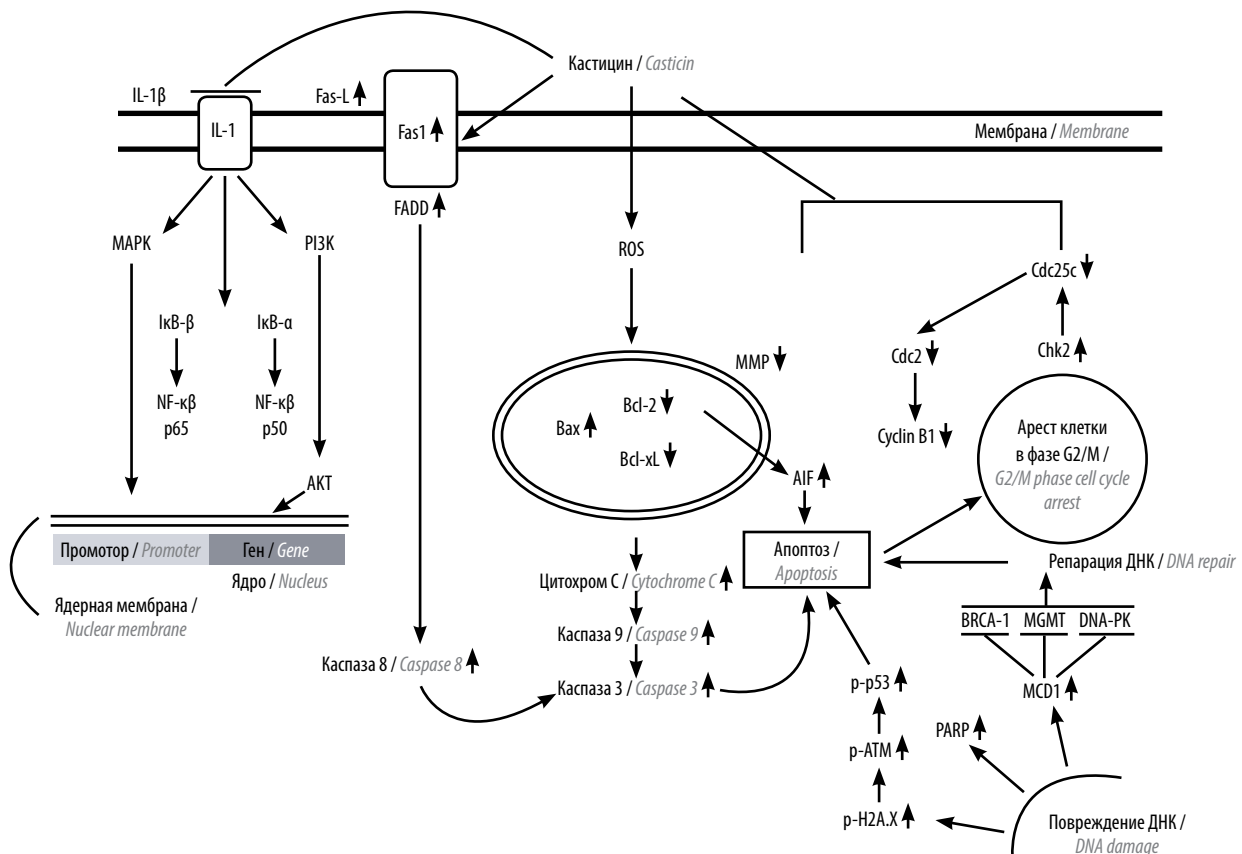 Кастицин / Casticin
IL-1β
Fas-L
IL-1
Fas1
Мембрана / Membrane
FADD
MAPK
PI3K
ROS
Cdc25c
IκB-β
IκB-α
MMP
Cdc2
Chk2
NF-κβ
p65
NF-κβ
p50
Bcl-2
Bax
Bcl-xL
Cyclin B1
Арест клетки
в фазе G2/M /
G2/M phase cell cycle
arrest
AKT
AIF
Промотор / Promoter
Ген / Gene
Ядро / Nucleus
Апоптоз /
Apoptosis
Репарация ДНК / DNA repair
Цитохром С / Cytochrome C
Ядерная мембрана /
Nuclear membrane
BRCA-1
MGMT
DNA-PK
Каспаза 9 / Caspase 9
Каспаза 8 / Caspase 8
Каспаза 3 / Caspase 3
p-p53
MCD1
PARP
p-ATM
p-H2A.X
Повреждение ДНК /
DNA damage